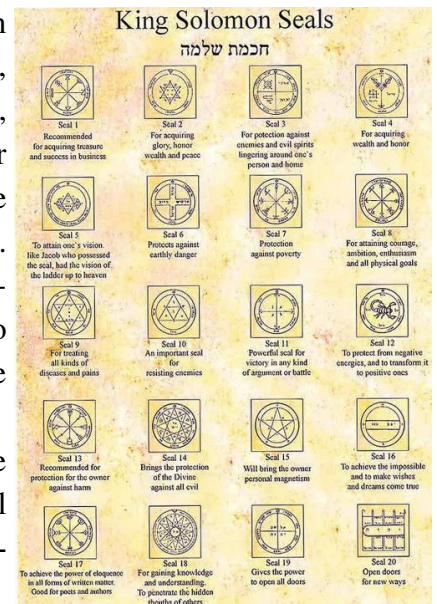 King Solomon Seals
חכמת שלמה
Seal 1
Recommended
for acquiring treasure
and success in business
Seal 2
For acquiring
glory, honor
wealth and peace
Seal 3
For potection against
enemies and evil spirits
lingering around one's
person and home
Seal 4
For acquiring
wealth and honor
Seal 5
To attain one's vision.
like Jacob who possessed
the seal, had the vision of
the ladder up to heaven
Seal 6
Protects against
earthly danger
Seal 7
Protection
against poverty
Seal 8
For attaining courage,
ambition, enthusiasm
and all physical goals
Seal 9
For treating
all kinds of
diseases and pains
Seal 10
An important seal
for
resisting enemies
Seal 11
Powerful seal for
victory in any kind
of argument or battle
Seal 12
To protect from negative
energies, and to transform it
to positive ones
Seal 13
Recommended for
protection for the owner
against harm
Seal 14
Brings the protection
of the Divine
against all evil
Seal 15
Will bring the owner
personal magnetism
Seal 16
To achieve the impossible
and to make wishes
and dreams come true
Seal 17
To achieve the power of eloquence
in all forms of written matter.
Good for poets and authors
Seal 18
For gaining knowledge
and understanding.
To penetrate the hidden
thouths of others
Seal 19
Gives the power
to open all doors
Seal 20
Open doors
for new ways